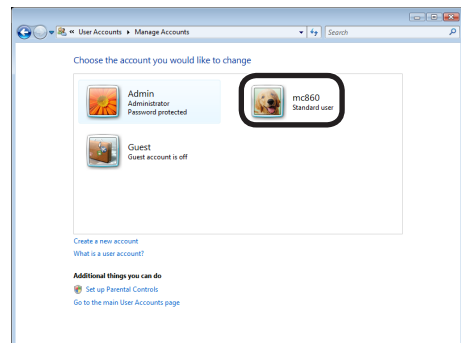 « User Accounts ▸ Manage Accounts
Search
Choose the account you would like to change
Admin
Administrator
Password protected
mc860
Standard user
Guest
Guest account is off
Create a new account
What is a user account?
Additional things you can do
Set up Parental Controls
Go to the main User Accounts page